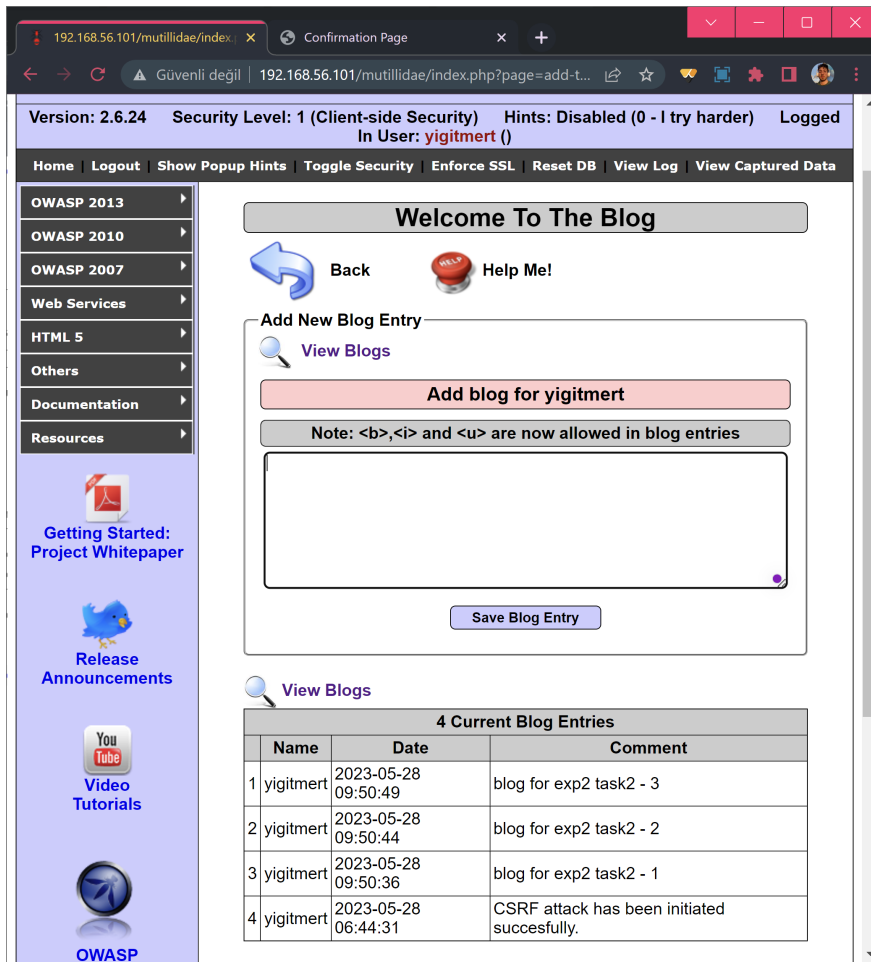 192.168.56.101/mutillidae/index.p
Confirmation Page
Güvenli değil
192.168.56.101/mutillidae/index.php?page=add-t...
Version: 2.6.24 Security Level: 1 (Client-side Security) Hints: Disabled (0 - I try harder) Logged
In User: yigitmert ()
Home Logout Show Popup Hints Toggle Security Enforce SSL Reset DB View Log View Captured Data
OWASP 2013
OWASP 2010
OWASP 2007
Web Services
HTML 5
Others
Documentation
Resources
Getting Started:
Project Whitepaper
Release
Announcements
You
Tube
Video
Tutorials
OWASP
Welcome To The Blog
Back
HELP
Help Me!
Add New Blog Entry
View Blogs
Add blog for yigitmert
Note: <b>,<i> and <u> are now allowed in blog entries
Save Blog Entry
View Blogs
4 Current Blog Entries
Name Date Comment
1 yigitmert 2023-05-28 09:50:49 blog for exp2 task2 - 3
2 yigitmert 2023-05-28 09:50:44 blog for exp2 task2 - 2
3 yigitmert 2023-05-28 09:50:36 blog for exp2 task2 - 1
4 yigitmert 2023-05-28 06:44:31 CSRF attack has been initiated succesfully.